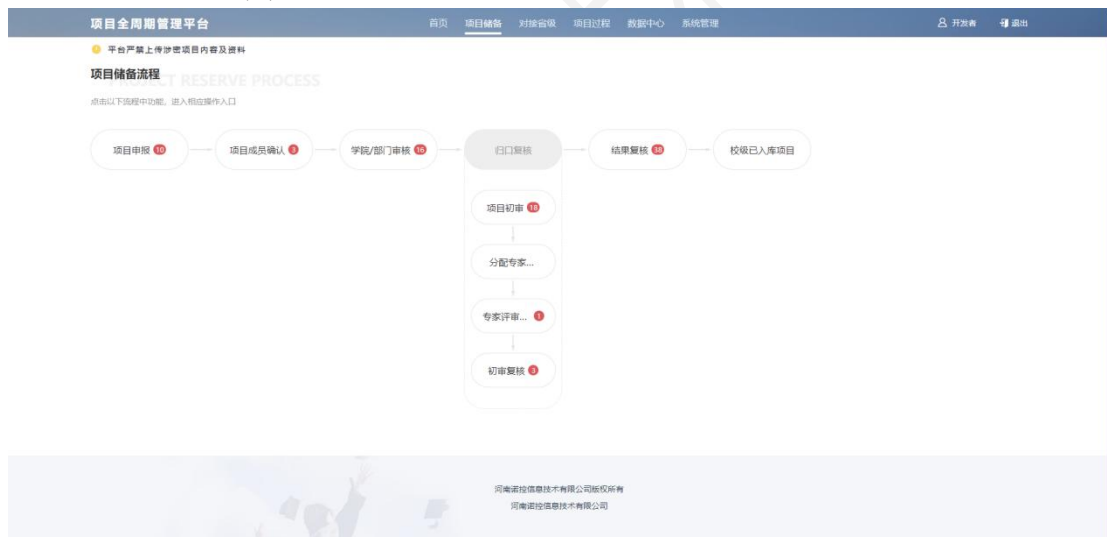 项目全周期管理平台 首页 项目储备 对接省级 项目过程 数据中心 系统管理 开发者 退出
平台严禁上传涉密项目内容及资料
项目储备流程 PROJECT RESERVE PROCESS
点击以下流程中功能，进入相应操作入口
项目申报 10 项目成员确认 3 学院/部门审核 16 归口复核 结果复核 38 校级已入库项目
项目初审 18
分配专家...
专家评审... 1
初审复核 3
河南诺控信息技术有限公司版权所有
河南诺控信息技术有限公司